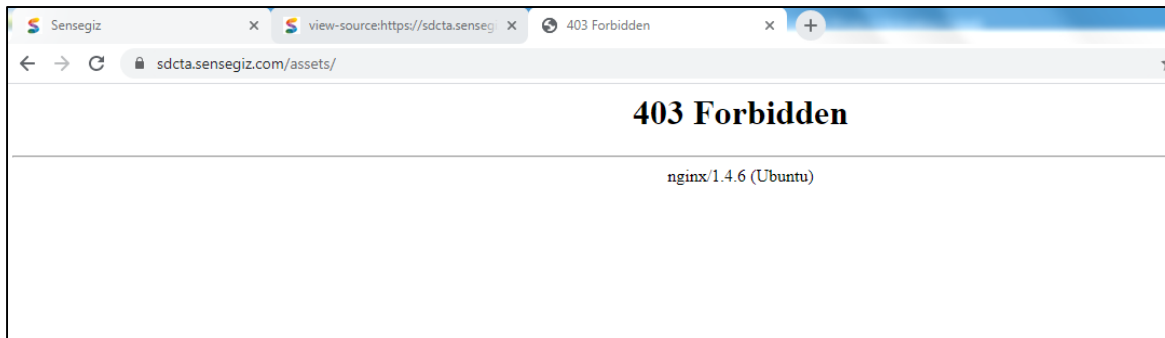 Sensegiz
view-source:https://sdcta.senseg
403 Forbidden
sdcta.sensegiz.com/assets/
403 Forbidden
nginx/1.4.6 (Ubuntu)